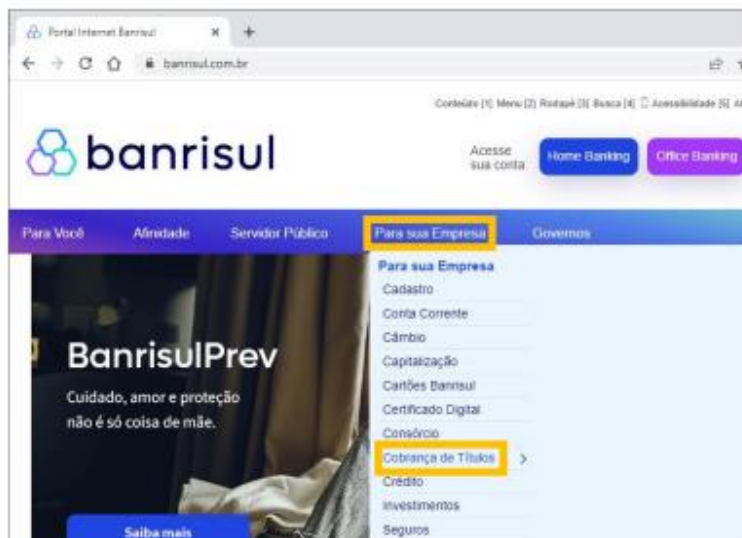 Portal Internet Banrisul
banrisul.com.br
Conteúdo [1] Menu [2] Rodapé [3] Busca [4] Acessibilidade [5]
banrisul
Acesse
sua conta
Home Banking
Office Banking
Para Você
Afinidade
Servidor Público
Para sua Empresa
Governos
Para sua Empresa
Cadastro
Conta Corrente
Câmbio
Capitalização
Cartões Banrisul
Certificado Digital
Consórcio
Cobrança de Títulos
Crédito
Investimentos
Seguros
BanrisulPrev
Cuidado, amor e proteção
não é só coisa de mãe.
Saiba mais